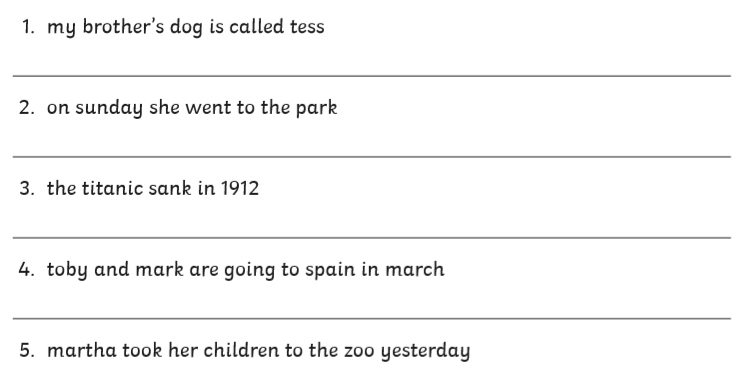 1. my brother's dog is called tess
2. on sunday she went to the park
3. the titanic sank in 1912
4. toby and mark are going to spain in march
5. martha took her children to the zoo yesterday